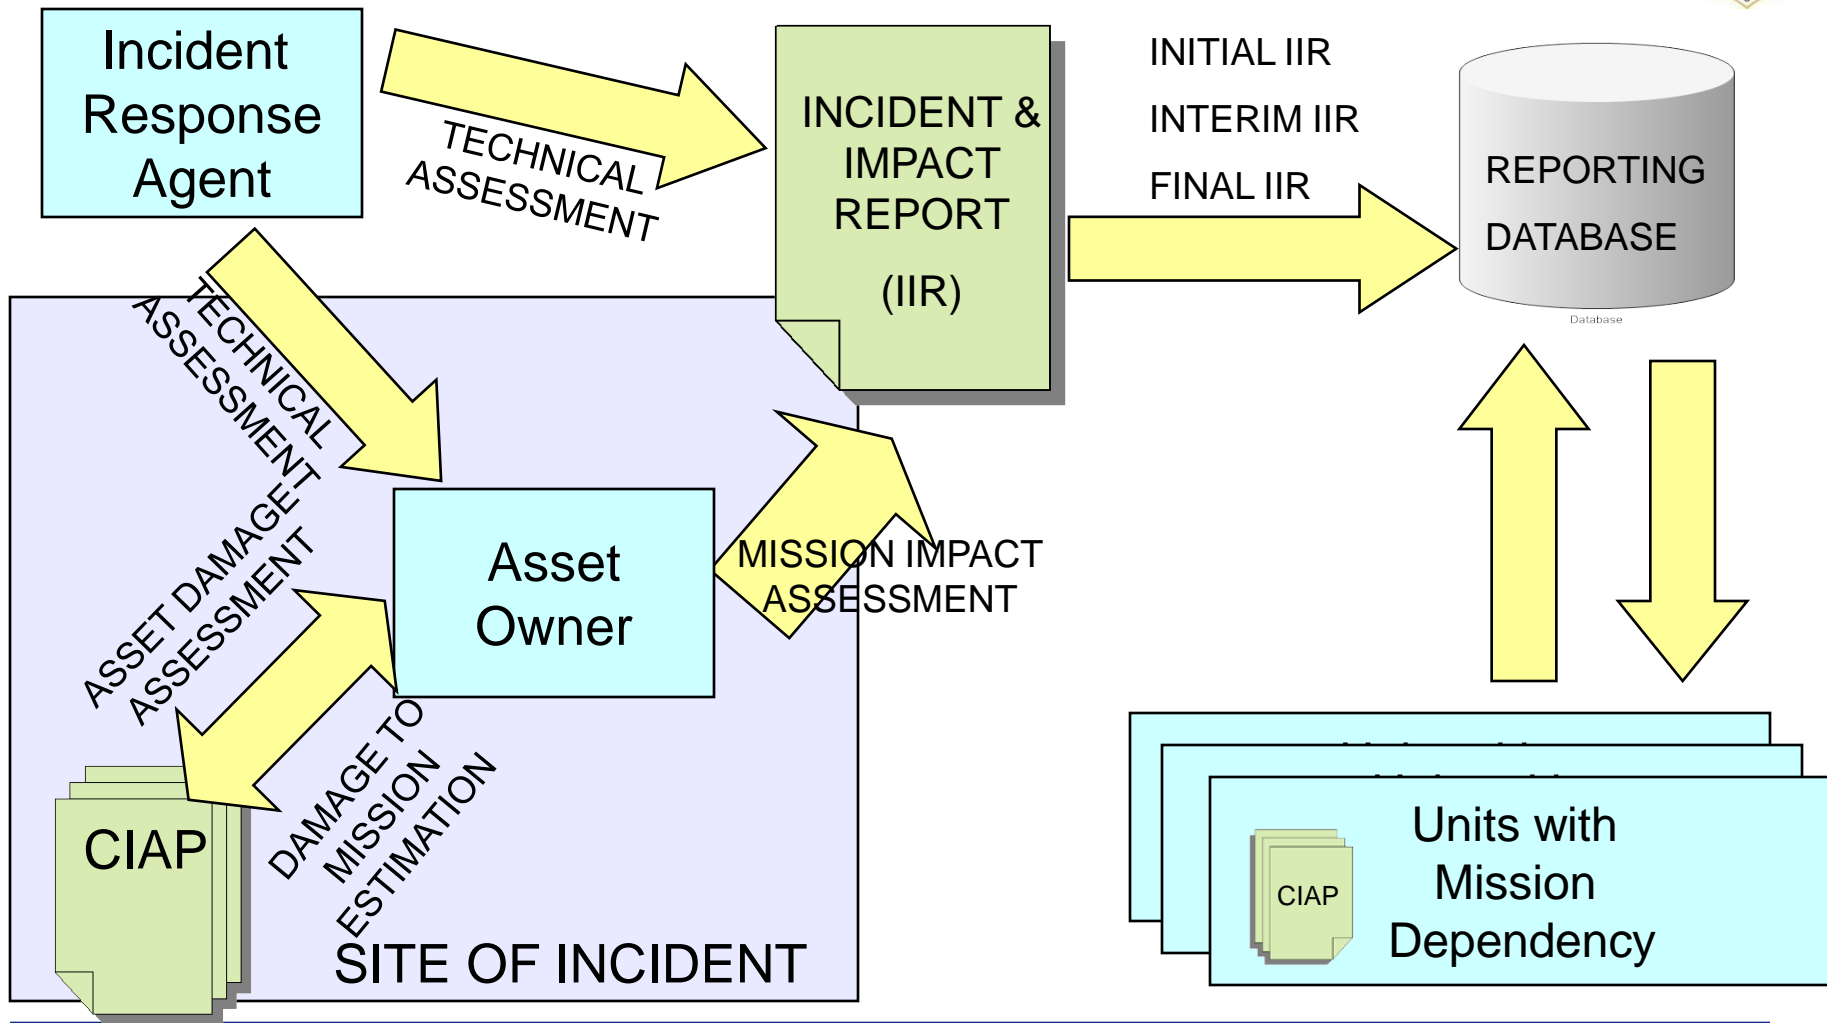 Incident
Response
Agent
TECHNICAL
ASSESSMENT
INCIDENT &
IMPACT
REPORT
(IIR)
INITIAL IIR
INTERIM IIR
FINAL IIR
REPORTING
DATABASE
Database
TECHNICAL
ASSESSMENT
ASSET DAMAGE
ASSESSMENT
Asset
Owner
MISSION IMPACT
ASSESSMENT
DAMAGE TO
MISSION
ESTIMATION
CIAP
SITE OF INCIDENT
Units with
Mission
Dependency
CIAP